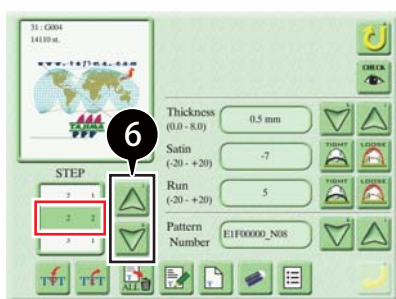 31 : G004
14110 st.
www.tajima.com
TAJIMA
6
STEP
2 1
2 2
3 1
CHECK
Thickness
(0.0 - 8.0)
0.5 mm
Satin
(-20 - +20)
-7
TIGHT
LOOSE
Run
(-20 - +20)
5
TIGHT
LOOSE
Pattern
Number
E1F00000_N08
ALL